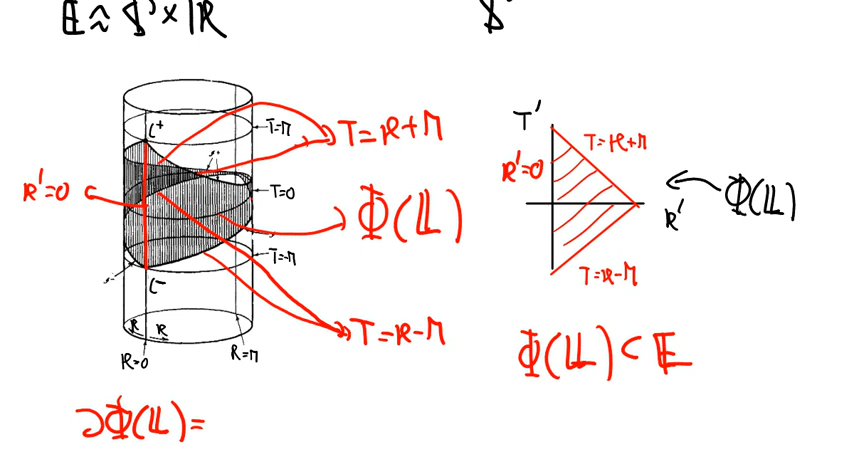 𝔼 ≈ S³ × ℝ
C⁺
T=π
T=R+π
T'
T=R+π
R'=0
R'=0
T=0
Φ(𝕃)
Φ(𝕃)
R'
T=-π
C⁻
T=R-π
T=R-π
R
R
R=0
R=π
Φ(𝕃) ⊂ 𝔼
∂Φ(𝕃) =